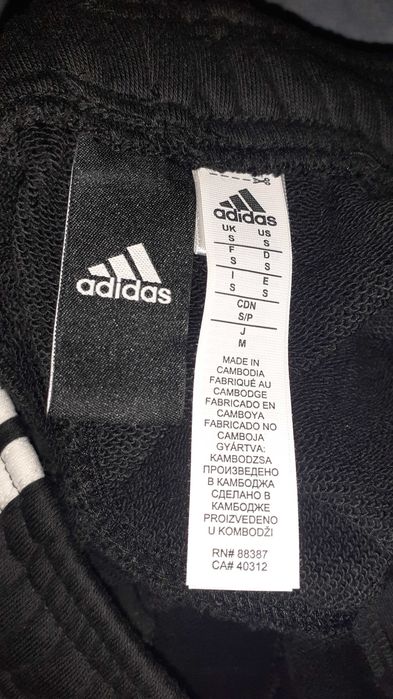 adidas
adidas
UK US
S S
F D
S S
I E
S S
CDN
S/P
J
M
MADE IN
CAMBODIA
FABRIQUÉ AU
CAMBODGE
FABRICADO EN
CAMBOYA
FABRICADO NO
CAMBOJA
GYÁRTVA:
KAMBODZSA
ПРОИЗВЕДЕНО
В КАМБОДЖА
СДЕЛАНО В
КАМБОДЖЕ
PROIZVEDENO
U KOMBODŽI
RN# 88387
CA# 40312